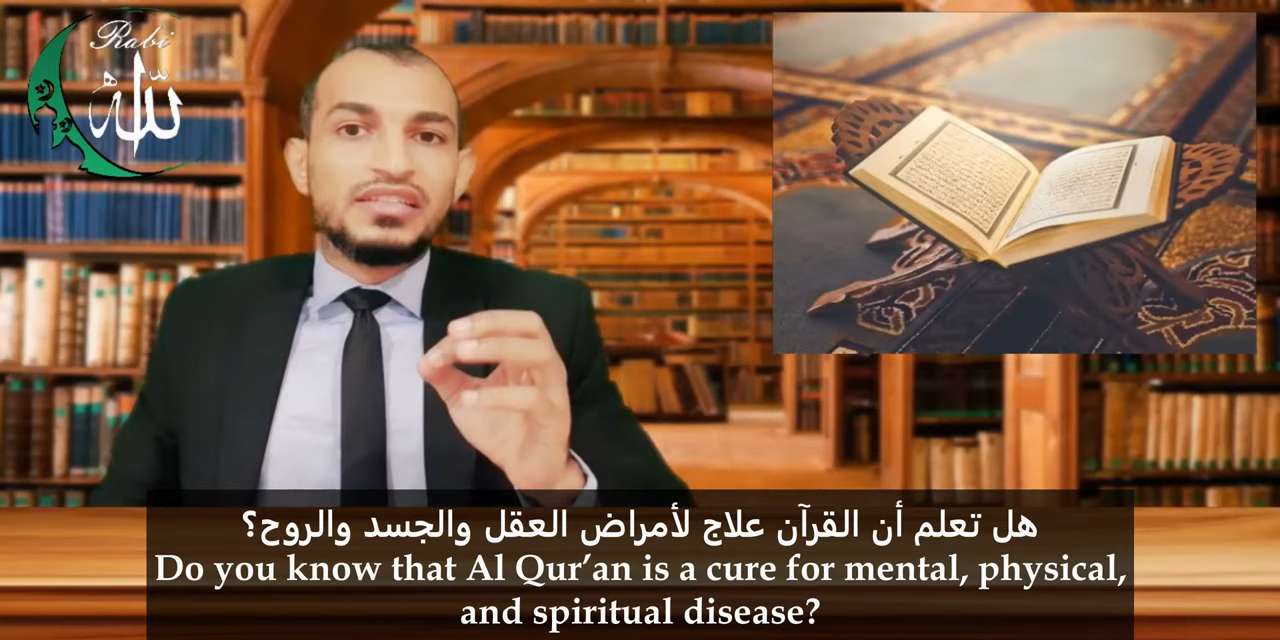 Rabi
الله
هل تعلم أن القرآن علاج لأمراض العقل والجسد والروح؟
Do you know that Al Qur’an is a cure for mental, physical,
and spiritual disease?